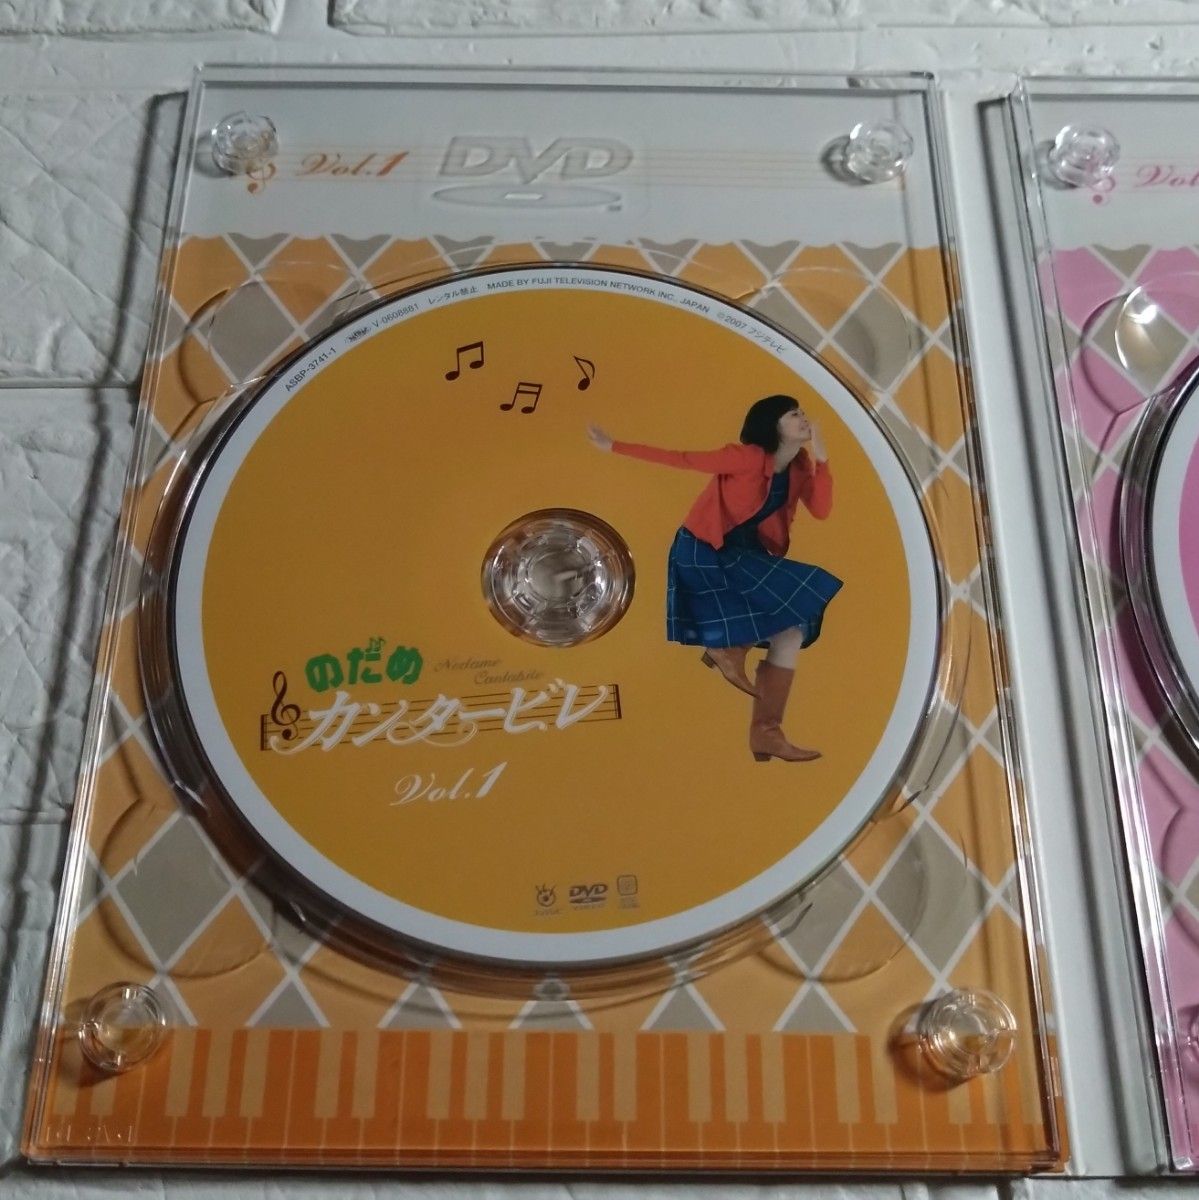 Vol.1
DVD
Vol
ASBP-3741-1 V-0608881 レンタル禁止 MADE BY FUJI TELEVISION NETWORK INC., JAPAN ©2007 フジテレビ
のだめ
Nodame
Cantabile
カンタービレ
Vol.1
DVD
VIDEO